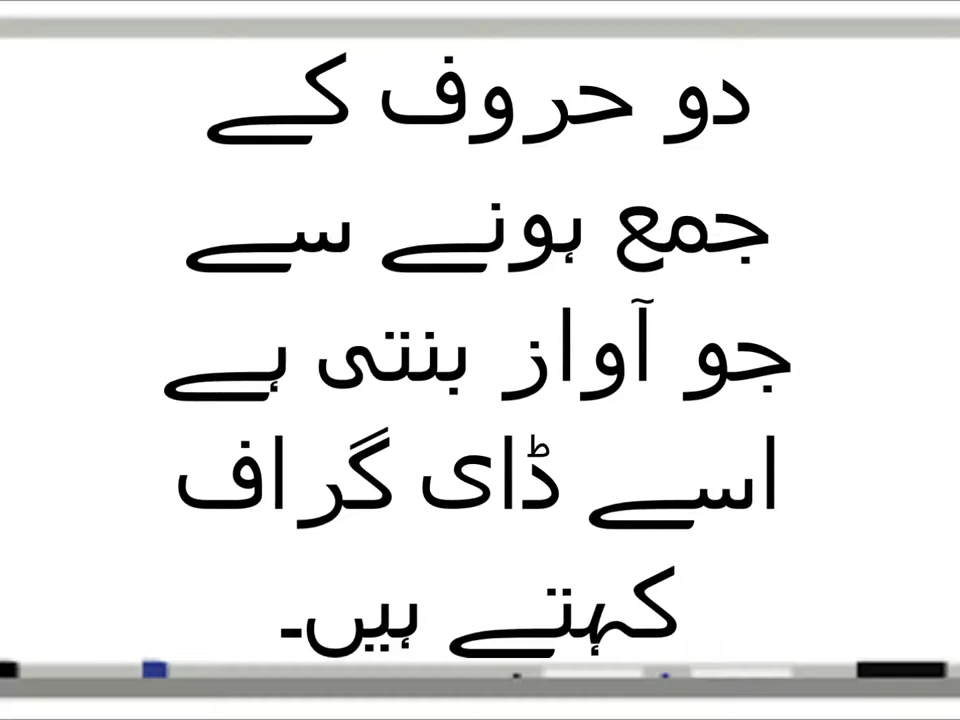 دو حروف کے
جمع ہونے سے
جو آواز بنتی ہے
اسے ڈای گراف
کہتے ہیں۔